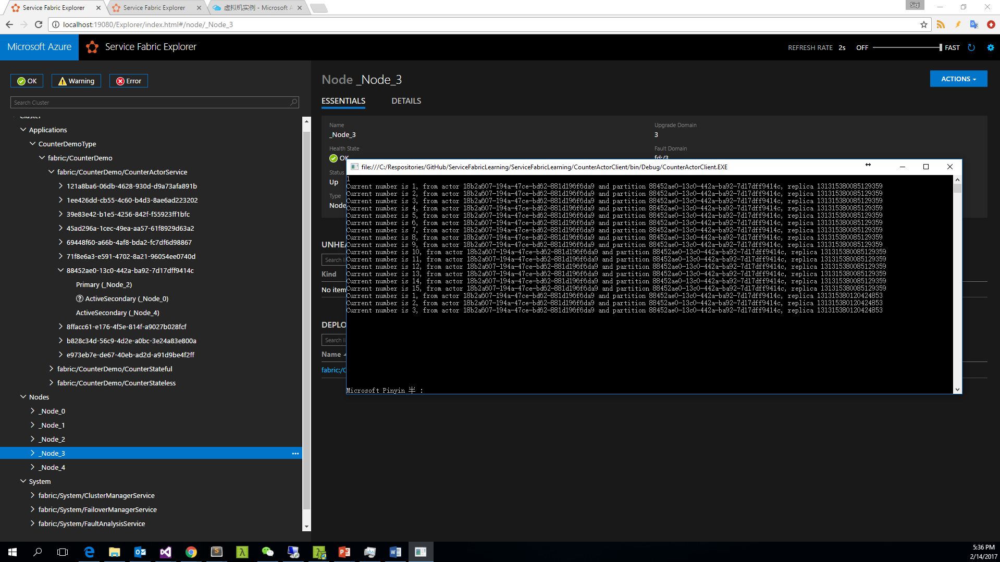 Service Fabric Explorer
Service Fabric Explorer
虚拟机实例 - Microsoft A
Siqi
localhost:19080/Explorer/index.html#/node/_Node_3
Microsoft Azure
Service Fabric Explorer
REFRESH RATE 2s OFF FAST
OK
Warning
Error
Search Cluster
Cluster
Applications
CounterDemoType
fabric:/CounterDemo
fabric:/CounterDemo/CounterActorService
121a8ba6-06db-4628-930d-d9a73afa891b
1ee426dd-cb55-4c60-b4d3-8ae6ad223202
39e83e42-b1e5-4256-842f-f55923ff1bfc
45ad296a-1cec-49ea-aa57-61f8929d63a2
69448f60-a66b-4af8-bda2-fc7df6d98867
71f8e6a3-e591-4702-8a21-96054ee0740d
88452ae0-13c0-442a-ba92-7d17dff9414c
Primary (_Node_2)
ActiveSecondary (_Node_0)
ActiveSecondary (_Node_4)
8ffacc61-e176-4f5e-814f-a9027b028fcf
b828c34d-56c9-4d2e-a0bc-3e24a83e800a
e973eb7e-de67-40eb-ad2d-a91d9be4f2ff
fabric:/CounterDemo/CounterStateful
fabric:/CounterDemo/CounterStateless
Nodes
_Node_0
_Node_1
_Node_2
_Node_3
_Node_4
System
fabric:/System/ClusterManagerService
fabric:/System/FailoverManagerService
fabric:/System/FaultAnalysisService
Node _Node_3
ACTIONS
ESSENTIALS
DETAILS
Name
_Node_3
Upgrade Domain
3
Health State
OK
Fault Domain
fd:/3
Status
Up
Type
Node
UNHEA
Search li
Kind
No item
DEPLO
Search li
Name
fabric:/C
file:///C:/Respositories/GitHub/ServiceFabricLearning/ServiceFabricLearning/CounterActorClient/bin/Debug/CounterActorClient.EXE
1
Current number is 1, from actor 18b2a607-194a-47ce-bd62-881d196f6da9 and partition 88452ae0-13c0-442a-ba92-7d17dff9414c, replica 131315380085129359
Current number is 2, from actor 18b2a607-194a-47ce-bd62-881d196f6da9 and partition 88452ae0-13c0-442a-ba92-7d17dff9414c, replica 131315380085129359
Current number is 3, from actor 18b2a607-194a-47ce-bd62-881d196f6da9 and partition 88452ae0-13c0-442a-ba92-7d17dff9414c, replica 131315380085129359
Current number is 4, from actor 18b2a607-194a-47ce-bd62-881d196f6da9 and partition 88452ae0-13c0-442a-ba92-7d17dff9414c, replica 131315380085129359
Current number is 5, from actor 18b2a607-194a-47ce-bd62-881d196f6da9 and partition 88452ae0-13c0-442a-ba92-7d17dff9414c, replica 131315380085129359
Current number is 6, from actor 18b2a607-194a-47ce-bd62-881d196f6da9 and partition 88452ae0-13c0-442a-ba92-7d17dff9414c, replica 131315380085129359
Current number is 7, from actor 18b2a607-194a-47ce-bd62-881d196f6da9 and partition 88452ae0-13c0-442a-ba92-7d17dff9414c, replica 131315380085129359
Current number is 8, from actor 18b2a607-194a-47ce-bd62-881d196f6da9 and partition 88452ae0-13c0-442a-ba92-7d17dff9414c, replica 131315380085129359
Current number is 9, from actor 18b2a607-194a-47ce-bd62-881d196f6da9 and partition 88452ae0-13c0-442a-ba92-7d17dff9414c, replica 131315380085129359
Current number is 10, from actor 18b2a607-194a-47ce-bd62-881d196f6da9 and partition 88452ae0-13c0-442a-ba92-7d17dff9414c, replica 131315380085129359
Current number is 11, from actor 18b2a607-194a-47ce-bd62-881d196f6da9 and partition 88452ae0-13c0-442a-ba92-7d17dff9414c, replica 131315380085129359
Current number is 12, from actor 18b2a607-194a-47ce-bd62-881d196f6da9 and partition 88452ae0-13c0-442a-ba92-7d17dff9414c, replica 131315380085129359
Current number is 13, from actor 18b2a607-194a-47ce-bd62-881d196f6da9 and partition 88452ae0-13c0-442a-ba92-7d17dff9414c, replica 131315380085129359
Current number is 14, from actor 18b2a607-194a-47ce-bd62-881d196f6da9 and partition 88452ae0-13c0-442a-ba92-7d17dff9414c, replica 131315380085129359
Current number is 15, from actor 18b2a607-194a-47ce-bd62-881d196f6da9 and partition 88452ae0-13c0-442a-ba92-7d17dff9414c, replica 131315380085129359
Current number is 1, from actor 18b2a607-194a-47ce-bd62-881d196f6da9 and partition 88452ae0-13c0-442a-ba92-7d17dff9414c, replica 131315380120424853
Current number is 2, from actor 18b2a607-194a-47ce-bd62-881d196f6da9 and partition 88452ae0-13c0-442a-ba92-7d17dff9414c, replica 131315380120424853
Current number is 3, from actor 18b2a607-194a-47ce-bd62-881d196f6da9 and partition 88452ae0-13c0-442a-ba92-7d17dff9414c, replica 131315380120424853
Microsoft Pinyin 半 :
5:36 PM
2/14/2017